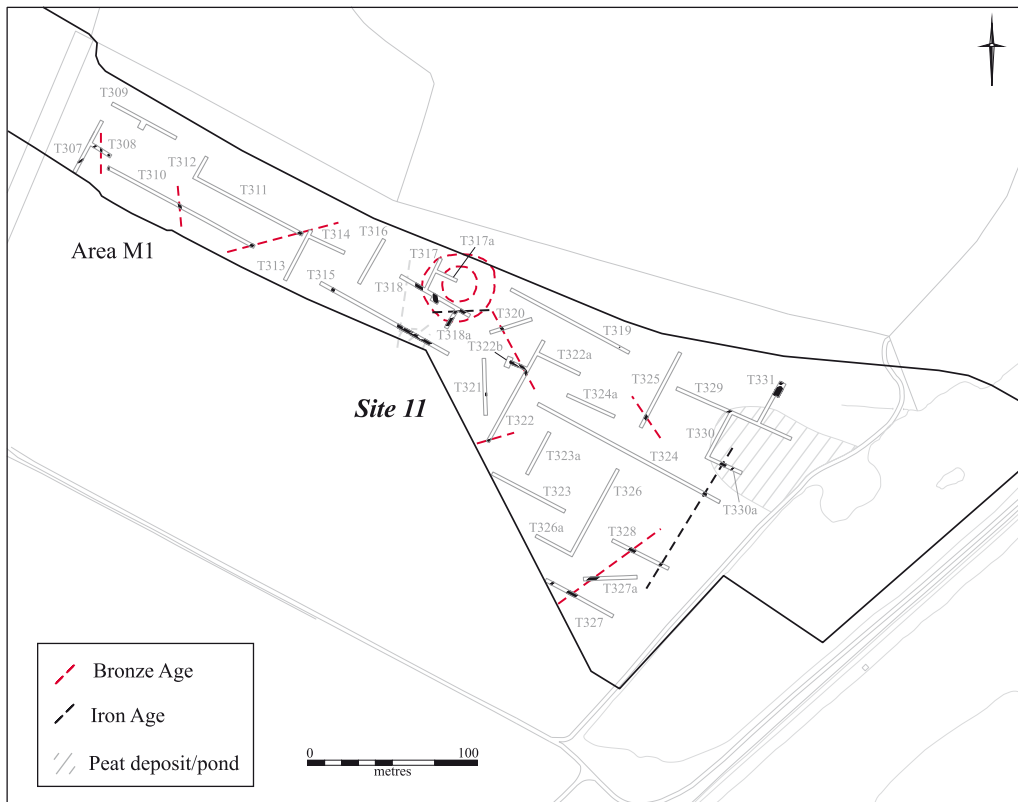 T309
T307
T308
T312
T310
T311
T314
T316
T317a
T317
Area M1
T313
T315
T318
T318a
T320
T319
T322b
T322a
T325
T321
T324a
T329
T331
Site 11
T322
T330
T324
T323a
T323
T326
T330a
T326a
T328
T327a
T327
Bronze Age
Iron Age
Peat deposit/pond
0 100
metres